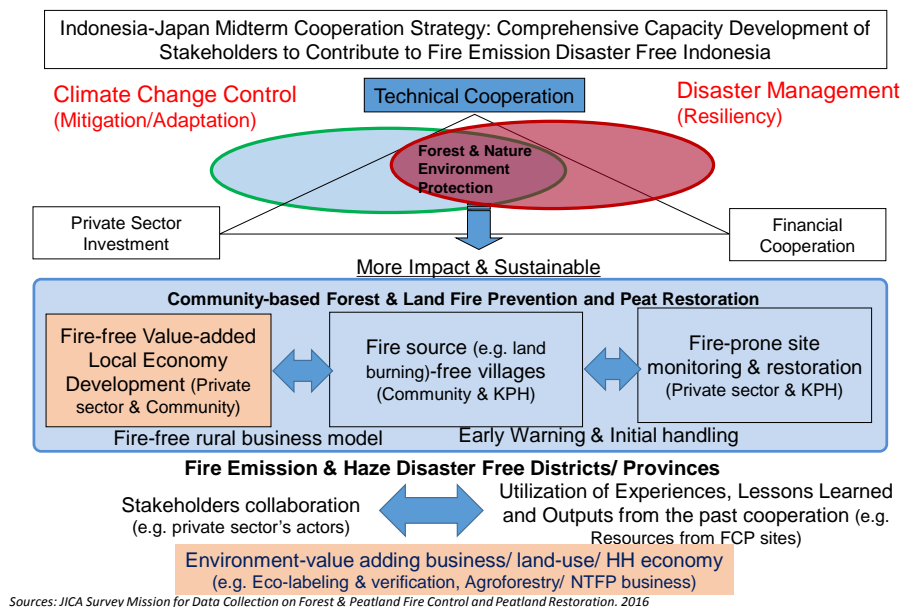 Indonesia-Japan Midterm Cooperation Strategy: Comprehensive Capacity Development of
Stakeholders to Contribute to Fire Emission Disaster Free Indonesia
Climate Change Control
(Mitigation/Adaptation)
Technical Cooperation
Disaster Management
(Resiliency)
Forest & Nature
Environment
Protection
Private Sector
Investment
Financial
Cooperation
More Impact & Sustainable
Community-based Forest & Land Fire Prevention and Peat Restoration
Fire-free Value-added
Local Economy
Development (Private
sector & Community)
Fire source (e.g. land
burning)-free villages
(Community & KPH)
Fire-prone site
monitoring & restoration
(Private sector & KPH)
Fire-free rural business model
Early Warning & Initial handling
Fire Emission & Haze Disaster Free Districts/ Provinces
Stakeholders collaboration
(e.g. private sector's actors)
Utilization of Experiences, Lessons Learned
and Outputs from the past cooperation (e.g.
Resources from FCP sites)
Environment-value adding business/ land-use/ HH economy
(e.g. Eco-labeling & verification, Agroforestry/ NTFP business)
Sources: JICA Survey Mission for Data Collection on Forest & Peatland Fire Control and Peatland Restoration. 2016